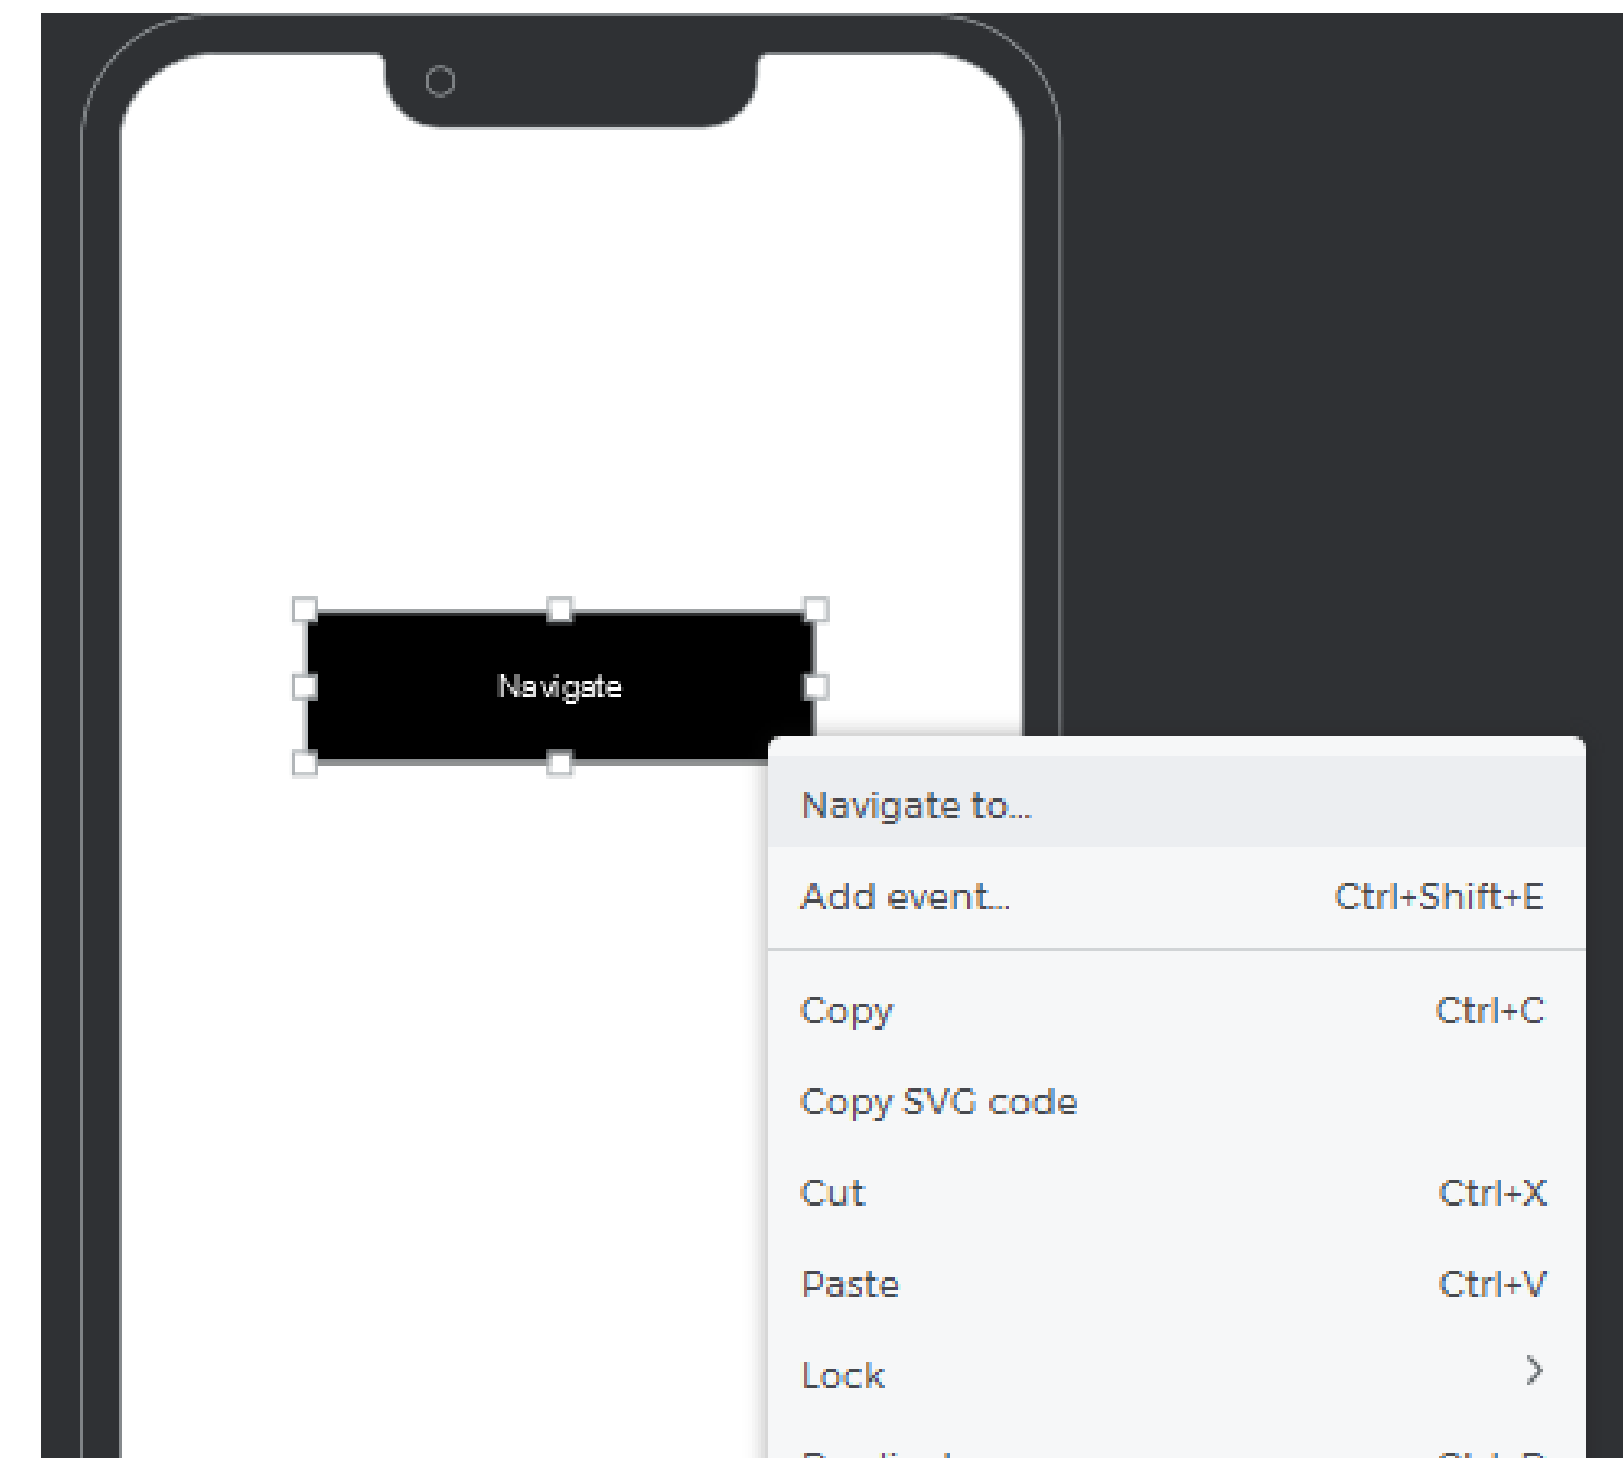 Navigate
Navigate to...
Add event... Ctrl+Shift+E
Copy Ctrl+C
Copy SVG code
Cut Ctrl+X
Paste Ctrl+V
Lock